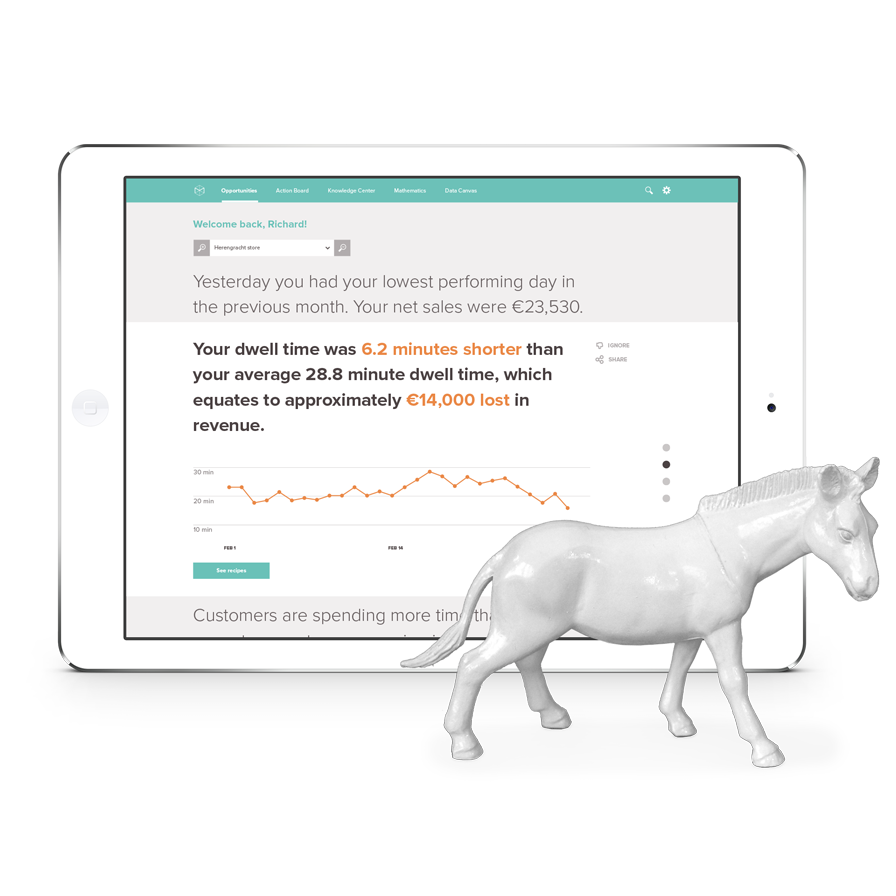 Opportunities Action Board Knowledge Center Mathematics Data Canvas
Welcome back, Richard!
Herengracht store
Yesterday you had your lowest performing day in
the previous month. Your net sales were €23,530.
Your dwell time was 6.2 minutes shorter than
your average 28.8 minute dwell time, which
equates to approximately €14,000 lost in
revenue.
IGNORE
SHARE
30 min
20 min
10 min
FEB 1 FEB 14
See recipes
Customers are spending more time